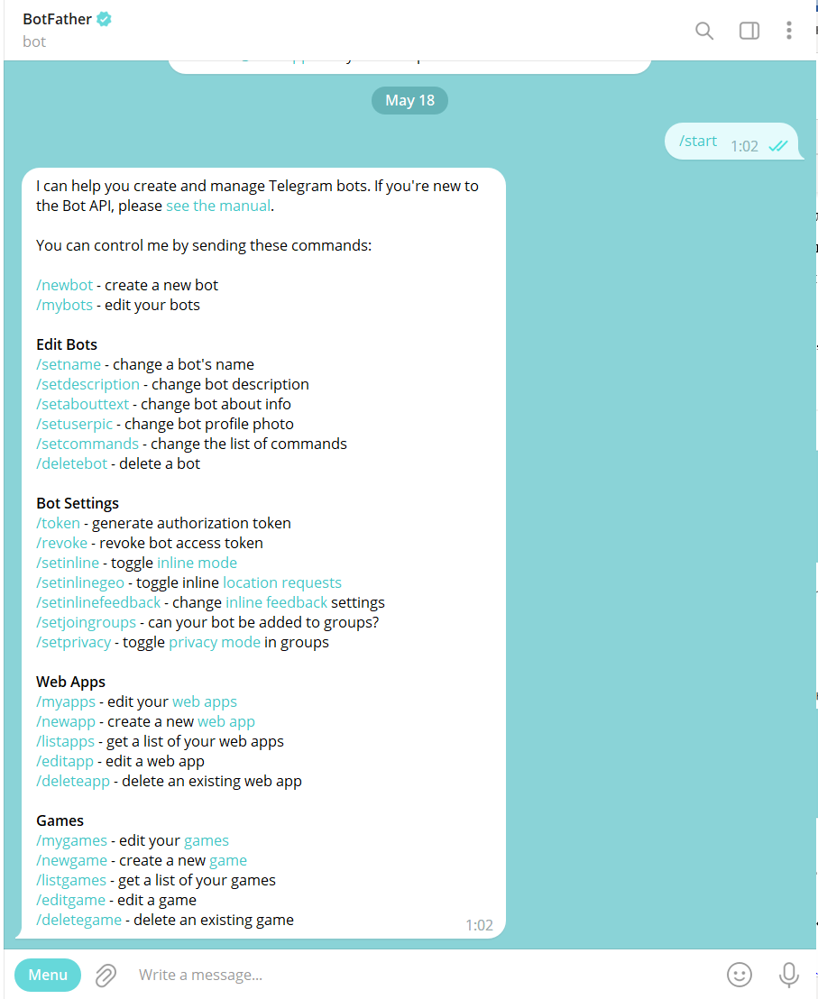 BotFather
bot
May 18
/start 1:02
I can help you create and manage Telegram bots. If you're new to
the Bot API, please see the manual.
You can control me by sending these commands:
/newbot - create a new bot
/mybots - edit your bots
Edit Bots
/setname - change a bot's name
/setdescription - change bot description
/setabouttext - change bot about info
/setuserpic - change bot profile photo
/setcommands - change the list of commands
/deletebot - delete a bot
Bot Settings
/token - generate authorization token
/revoke - revoke bot access token
/setinline - toggle inline mode
/setinlinegeo - toggle inline location requests
/setinlinefeedback - change inline feedback settings
/setjoingroups - can your bot be added to groups?
/setprivacy - toggle privacy mode in groups
Web Apps
/myapps - edit your web apps
/newapp - create a new web app
/listapps - get a list of your web apps
/editapp - edit a web app
/deleteapp - delete an existing web app
Games
/mygames - edit your games
/newgame - create a new game
/listgames - get a list of your games
/editgame - edit a game
/deletegame - delete an existing game
1:02
Menu
Write a message...